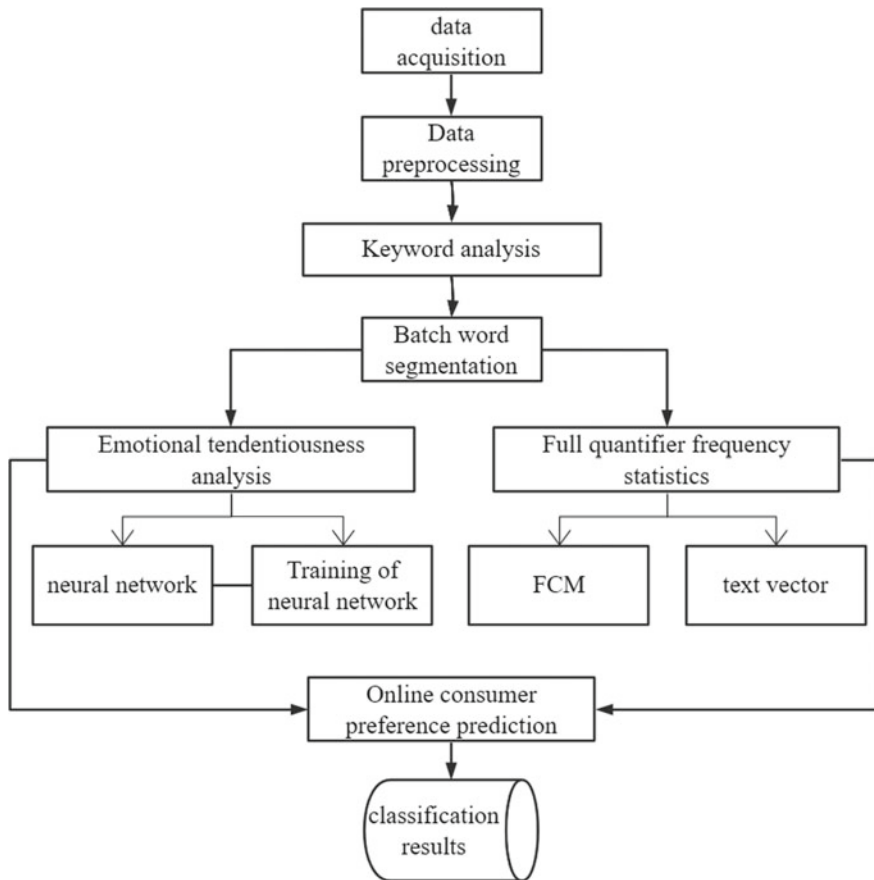 data
acquisition
Data
preprocessing
Keyword analysis
Batch word
segmentation
Emotional tendentiousness
analysis
Full quantifier frequency
statistics
neural network
Training of
neural network
FCM
text vector
Online consumer
preference prediction
classification
results